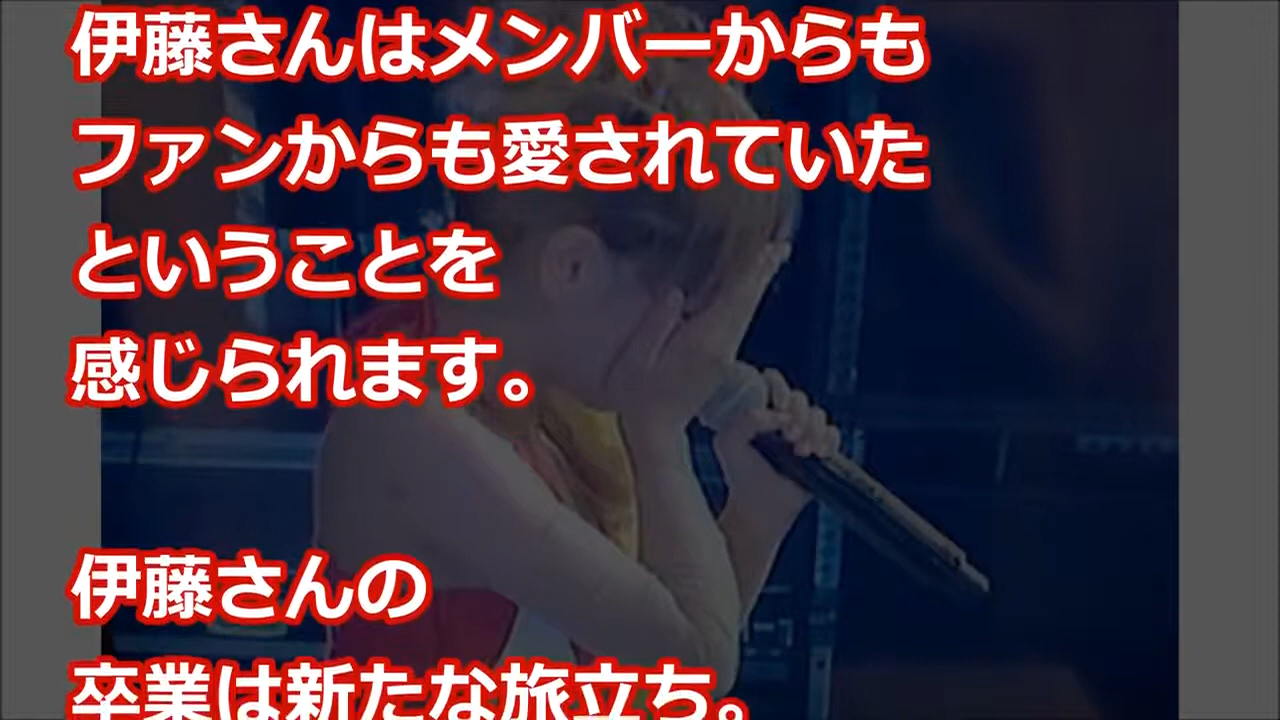 伊藤さんはメンバーからも
ファンからも愛されていた
ということを
感じられます。
伊藤さんの
卒業は新たな旅立ち。